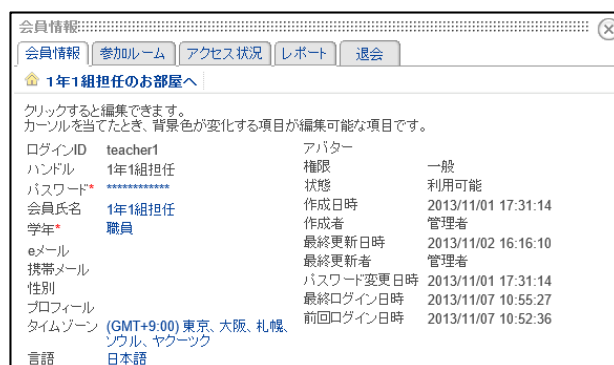 会員情報
会員情報 参加ルーム アクセス状況 レポート 退会
1年1組担任のお部屋へ
クリックすると編集できます。
カーソルを当てたとき、背景色が変化する項目が編集可能な項目です。
ログインID teacher1
ハンドル 1年1組担任
パスワード* ************
会員氏名 1年1組担任
学年* 職員
eメール
携帯メール
性別
プロフィール
タイムゾーン (GMT+9:00) 東京、大阪、札幌、
ソウル、ヤクーツク
言語 日本語
アバター
権限 一般
状態 利用可能
作成日時 2013/11/01 17:31:14
作成者 管理者
最終更新日時 2013/11/02 16:16:10
最終更新者 管理者
パスワード変更日時 2013/11/01 17:31:14
最終ログイン日時 2013/11/07 10:55:27
前回ログイン日時 2013/11/07 10:52:36